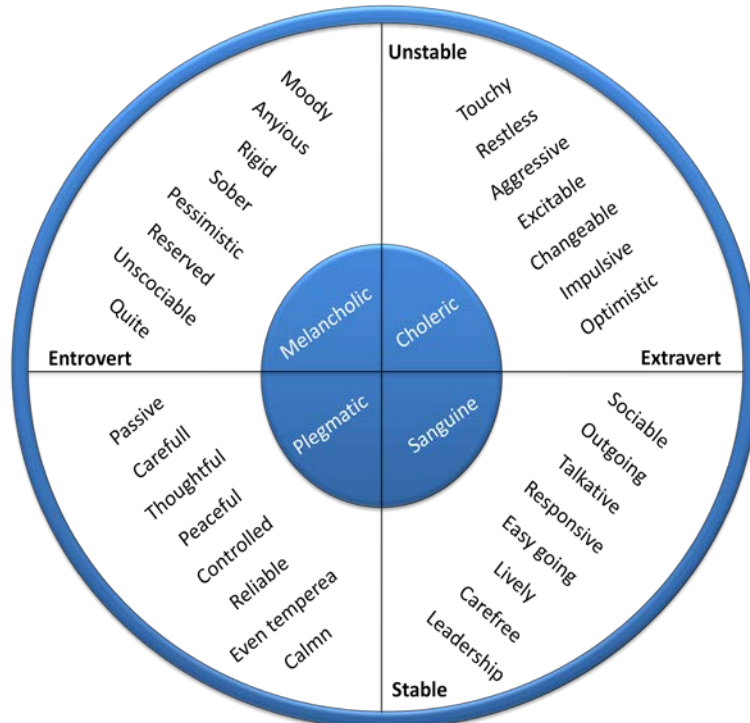 Unstable
Moody
Anyious
Rigid
Sober
Pessimistic
Reserved
Unscociable
Quite
Touchy
Restless
Aggressive
Excitable
Changeable
Impulsive
Optimistic
Melancholic
Choleric
Entrovert
Extravert
Plegmatic
Sanguine
Passive
Carefull
Thoughtful
Peaceful
Controlled
Reliable
Even temperea
Calmn
Sociable
Outgoing
Talkative
Responsive
Easy going
Lively
Carefree
Leadership
Stable